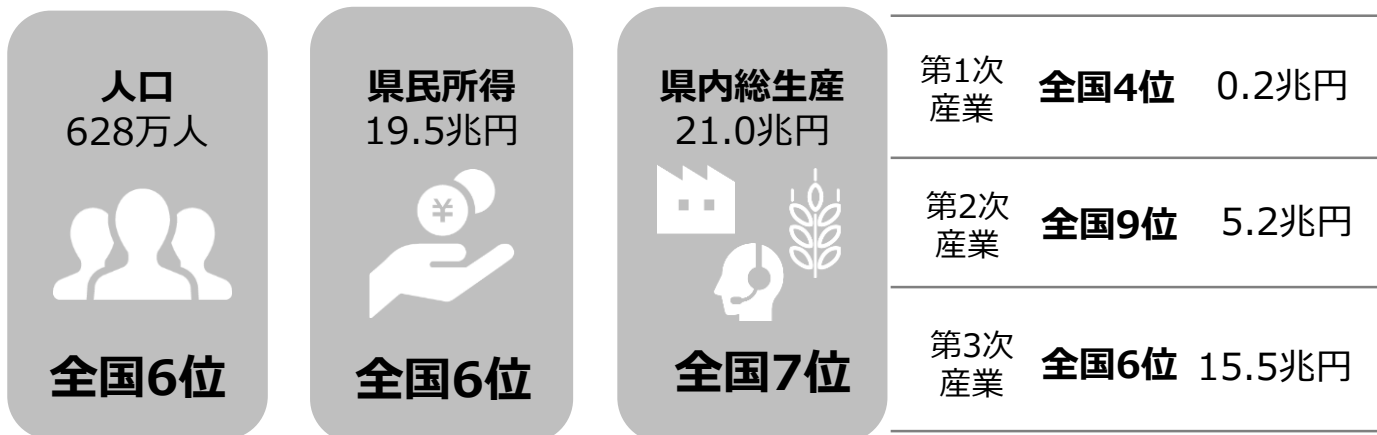 人口
628万人
¥
全国6位
県民所得
19.5兆円
全国6位
県内総生産
21.0兆円
全国7位
第1次
産業
全国4位
0.2兆円
第2次
産業
全国9位
5.2兆円
第3次
産業
全国6位
15.5兆円